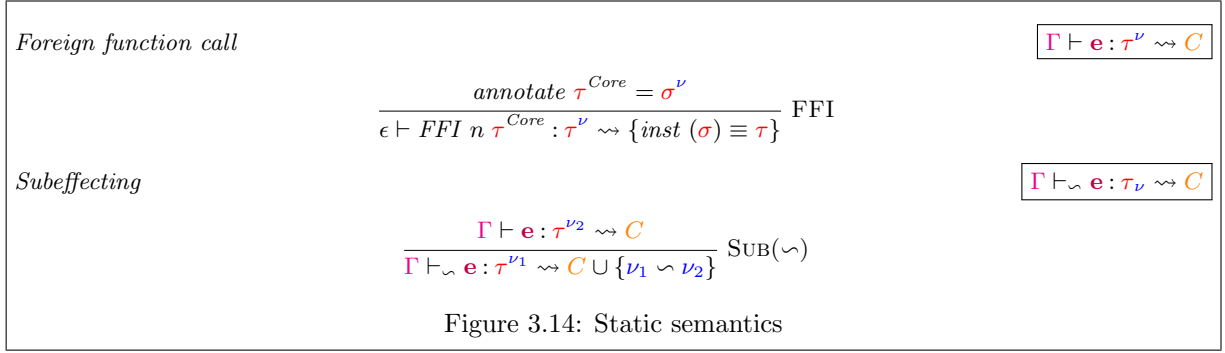 Foreign function call Γ ⊢ e : τ^ν ⇝ C
annotate τ^Core = σ^ν
ϵ ⊢ FFI n τ^Core : τ^ν ⇝ {inst (σ) ≡ τ} FFI
Subeffecting Γ ⊢_∽ e : τ_ν ⇝ C
Γ ⊢ e : τ^ν₂ ⇝ C
Γ ⊢_∽ e : τ^ν₁ ⇝ C ∪ {ν₁ ∽ ν₂} SUB(∽)
Figure 3.14: Static semantics